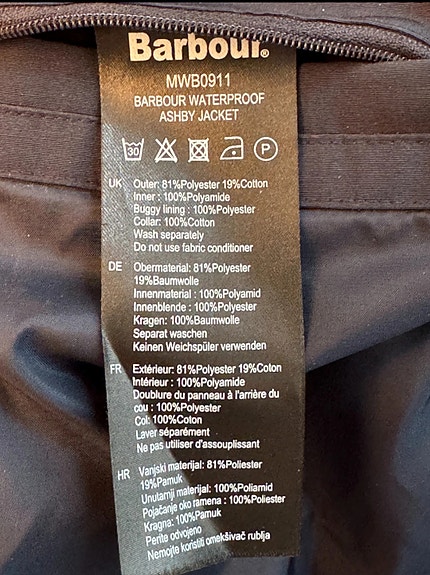 Barbour®
MWB0911
BARBOUR WATERPROOF
ASHBY JACKET
30 P
UK Outer: 81%Polyester 19%Cotton
Inner : 100%Polyamide
Buggy lining : 100%Polyester
Collar: 100%Cotton
Wash separately
Do not use fabric conditioner
DE Obermaterial: 81%Polyester
19%Baumwolle
Innenmaterial : 100%Polyamid
Innenblende : 100%Polyester
Kragen: 100%Baumwolle
Separat waschen
Keinen Weichspüler verwenden
FR Extérieur: 81%Polyester 19%Coton
Intérieur : 100%Polyamide
Doublure du panneau à l'arrière du
cou : 100%Polyester
Col: 100%Coton
Laver séparément
Ne pas utiliser d'assouplissant
HR Vanjski materijal: 81%Poliester
19%Pamuk
Unutarnji materijal: 100%Poliamid
Pojačanje oko ramena : 100%Poliester
Kragna: 100%Pamuk
Perite odvojeno
Nemojte koristiti omekšivač rublja